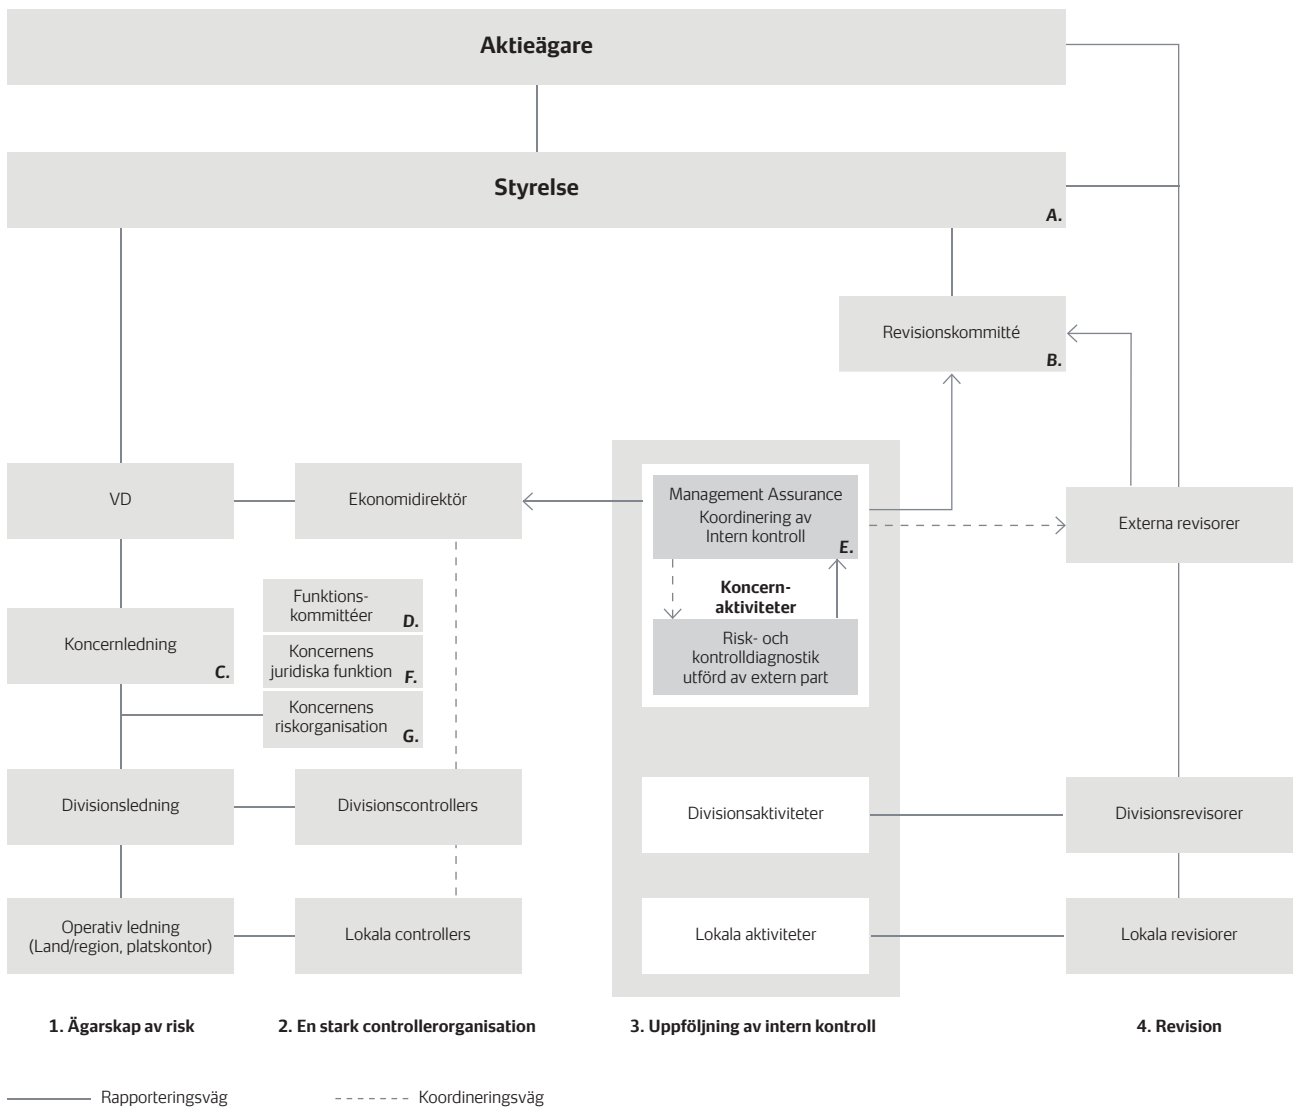 Aktieägare
Styrelse
A.
Revisionskommitté
B.
VD
Ekonomidirektör
Management Assurance
Koordinering av
Intern kontroll
E.
Externa revisorer
Koncern-
aktiviteter
Funktions-
kommittéer
D.
Koncernledning
C.
Koncernens
juridiska funktion
F.
Risk- och
kontrolldiagnostik
utförd av extern part
Koncernens
riskorganisation
G.
Divisionsledning
Divisionscontrollers
Divisionsaktiviteter
Divisionsrevisorer
Operativ ledning
(Land/region, platskontor)
Lokala controllers
Lokala aktiviteter
Lokala revisiorer
1. Ägarskap av risk
2. En stark controllerorganisation
3. Uppföljning av intern kontroll
4. Revision
Rapporteringsväg
Koordineringsväg